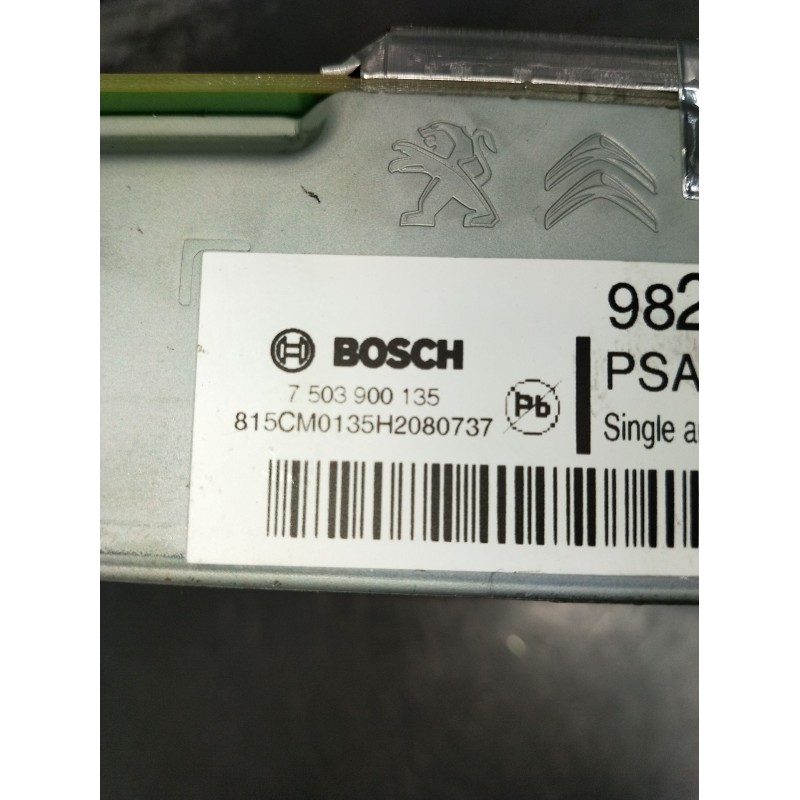 BOSCH
7 503 900 135
815CM0135H2080737
Pb
982
PSA
Single